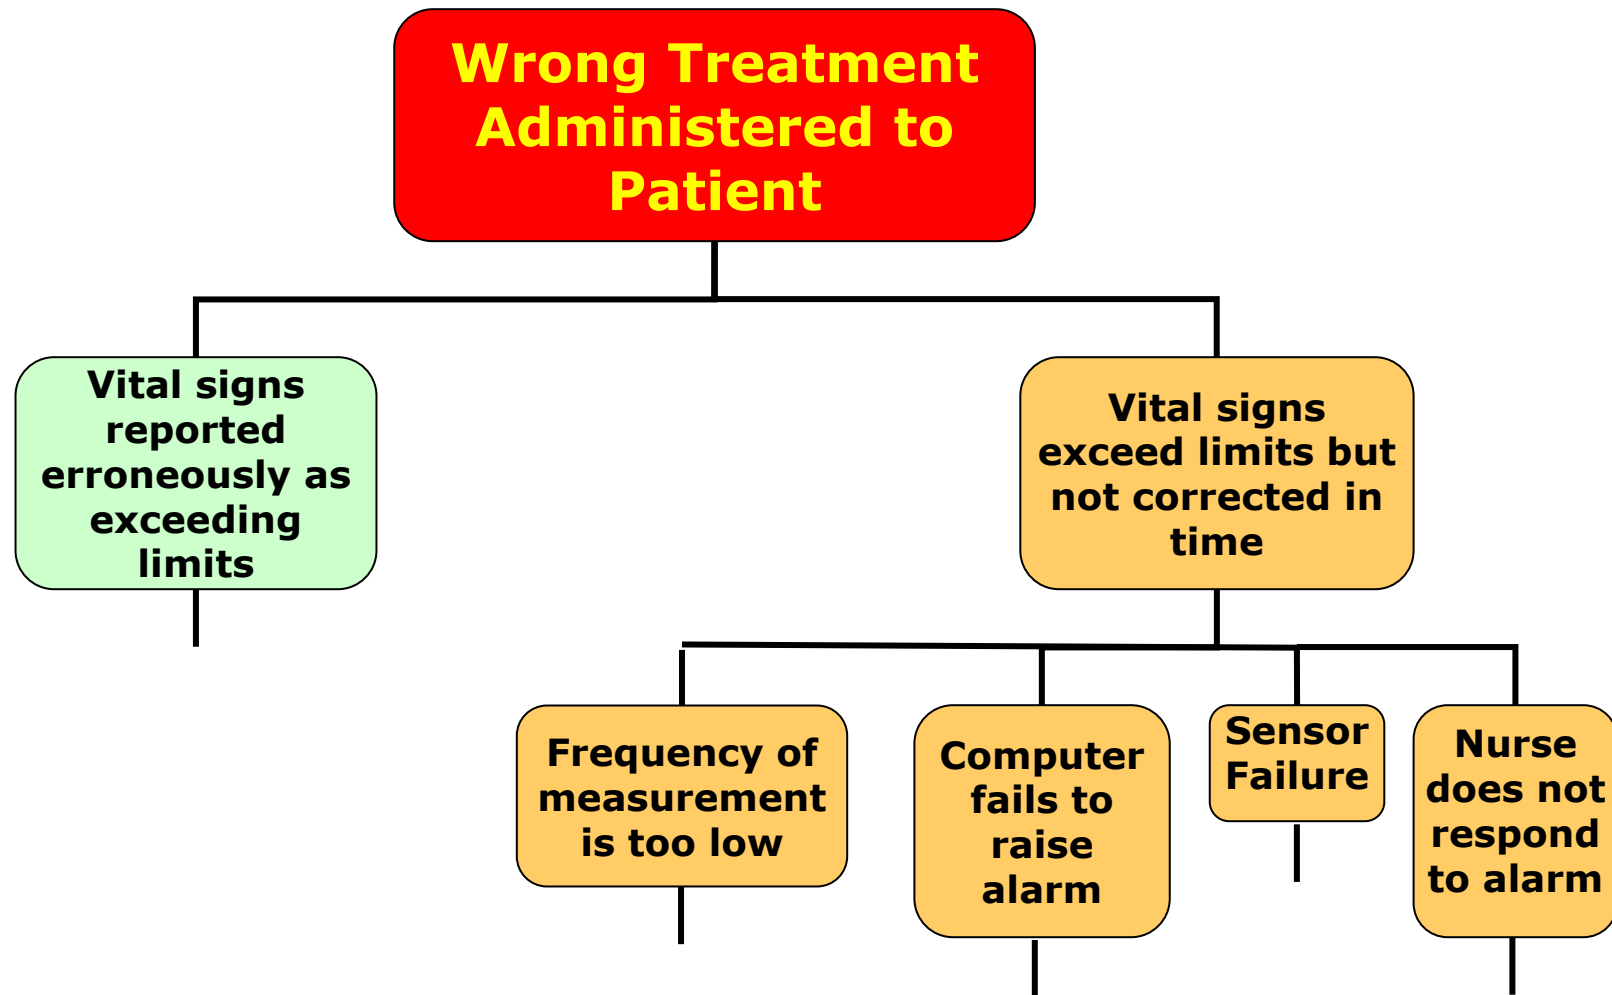 Wrong Treatment
Administered to
Patient
Vital signs
reported
erroneously as
exceeding
limits
Vital signs
exceed limits but
not corrected in
time
Frequency of
measurement
is too low
Computer
fails to
raise
alarm
Sensor
Failure
Nurse
does not
respond
to alarm